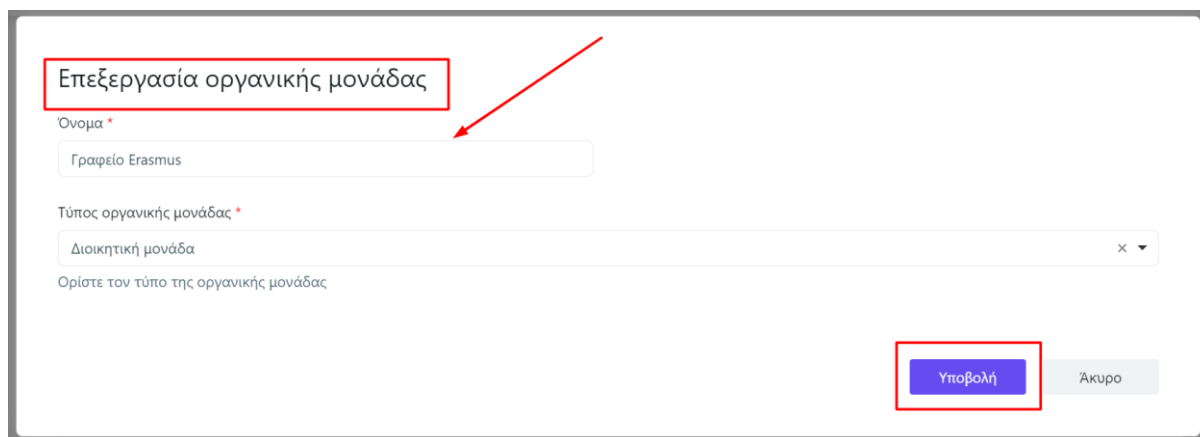 Επεξεργασία οργανικής μονάδας
Όνομα *
Γραφείο Erasmus
Τύπος οργανικής μονάδας *
Διοικητική μονάδα
Ορίστε τον τύπο της οργανικής μονάδας
Υποβολή Άκυρο